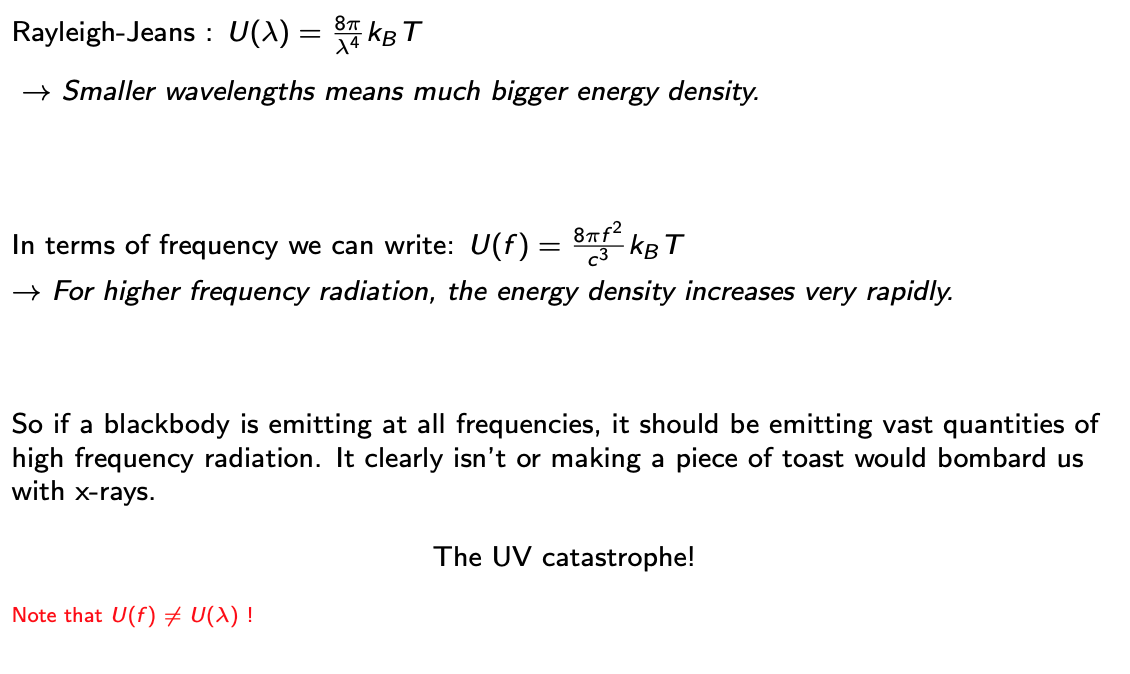 Rayleigh-Jeans : U(λ) = 8π/λ⁴ k_B T
→ Smaller wavelengths means much bigger energy density.
In terms of frequency we can write: U(f) = 8πf²/c³ k_B T
→ For higher frequency radiation, the energy density increases very rapidly.
So if a blackbody is emitting at all frequencies, it should be emitting vast quantities of
high frequency radiation. It clearly isn't or making a piece of toast would bombard us
with x-rays.
The UV catastrophe!
Note that U(f) ≠ U(λ) !